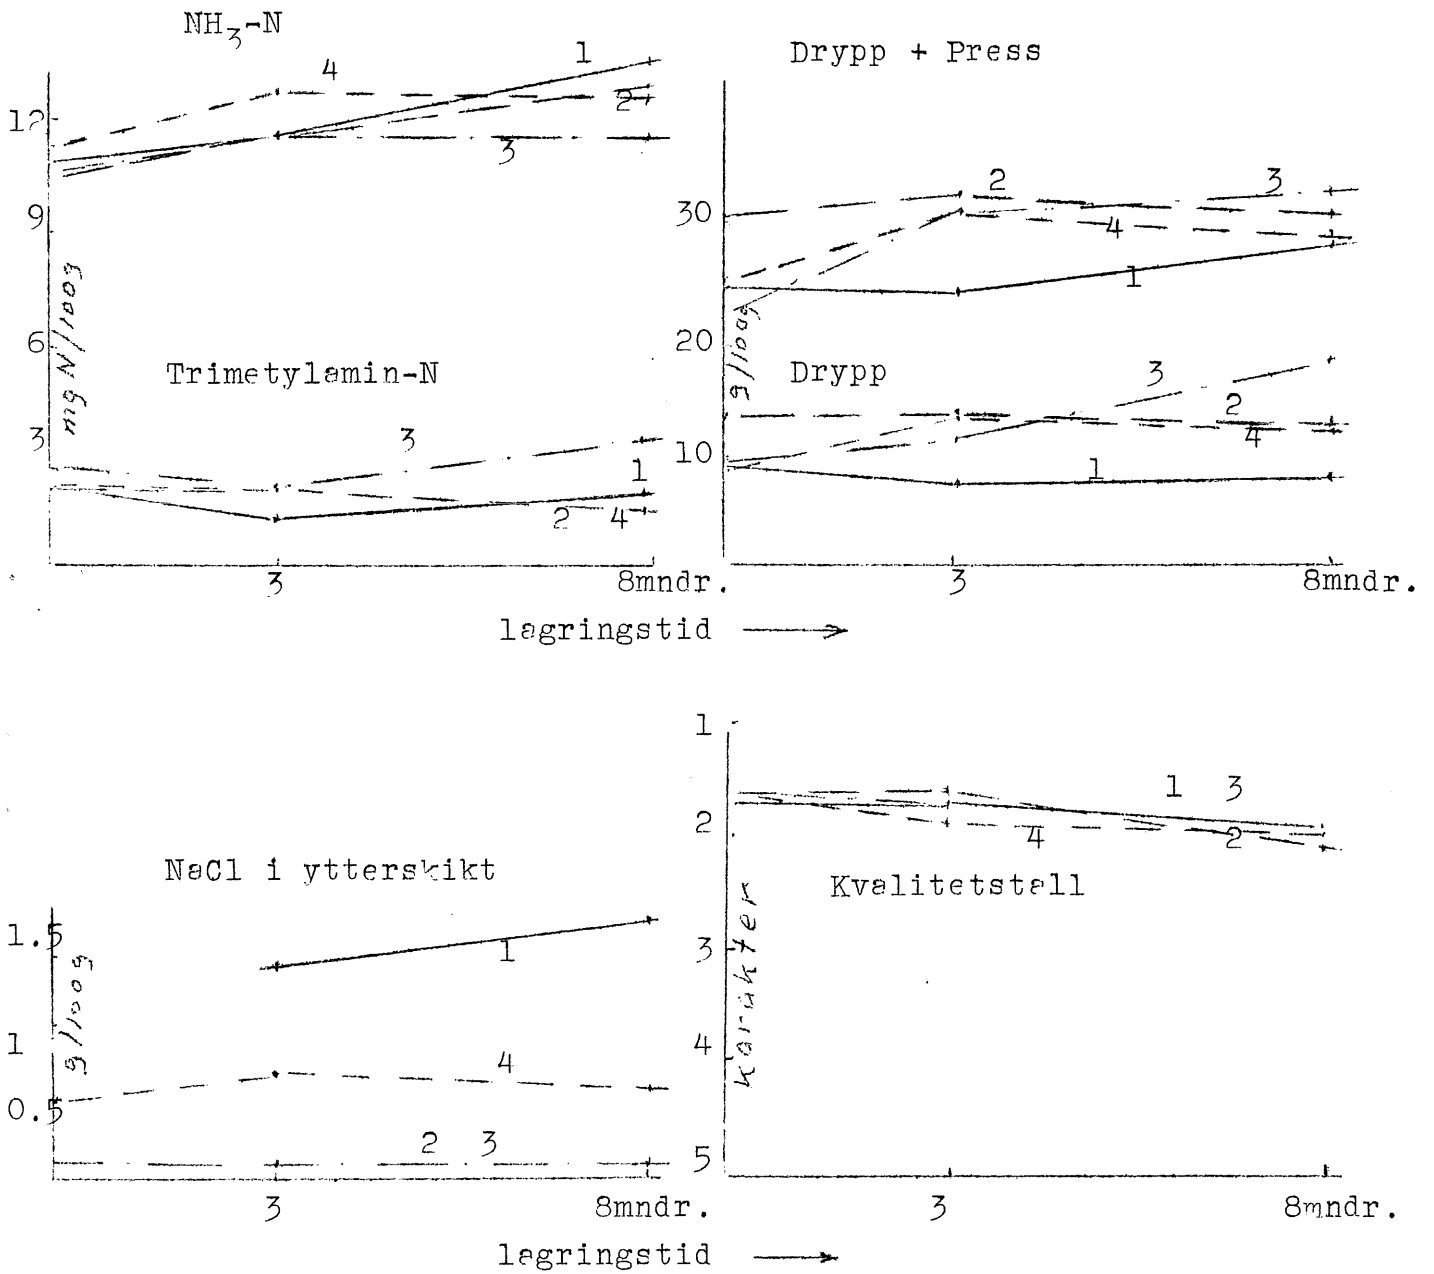 NH3-N
4
1
12
2
3
9
mg N/100g
6
Trimetylamin-N
3
3
1
2 4
3 8mndr.
Drypp + Press
2
3
30
4
1
g/100g
20
Drypp
3
2
4
10
1
3 8mndr.
lagringstid
NaCl i ytterskikt
1.5
1
g/100g
1
4
0.5
2 3
3 8mndr.
1
1 3
2
4
2
Kvalitetstall
karakter
3
4
5
3 8mndr.
lagringstid